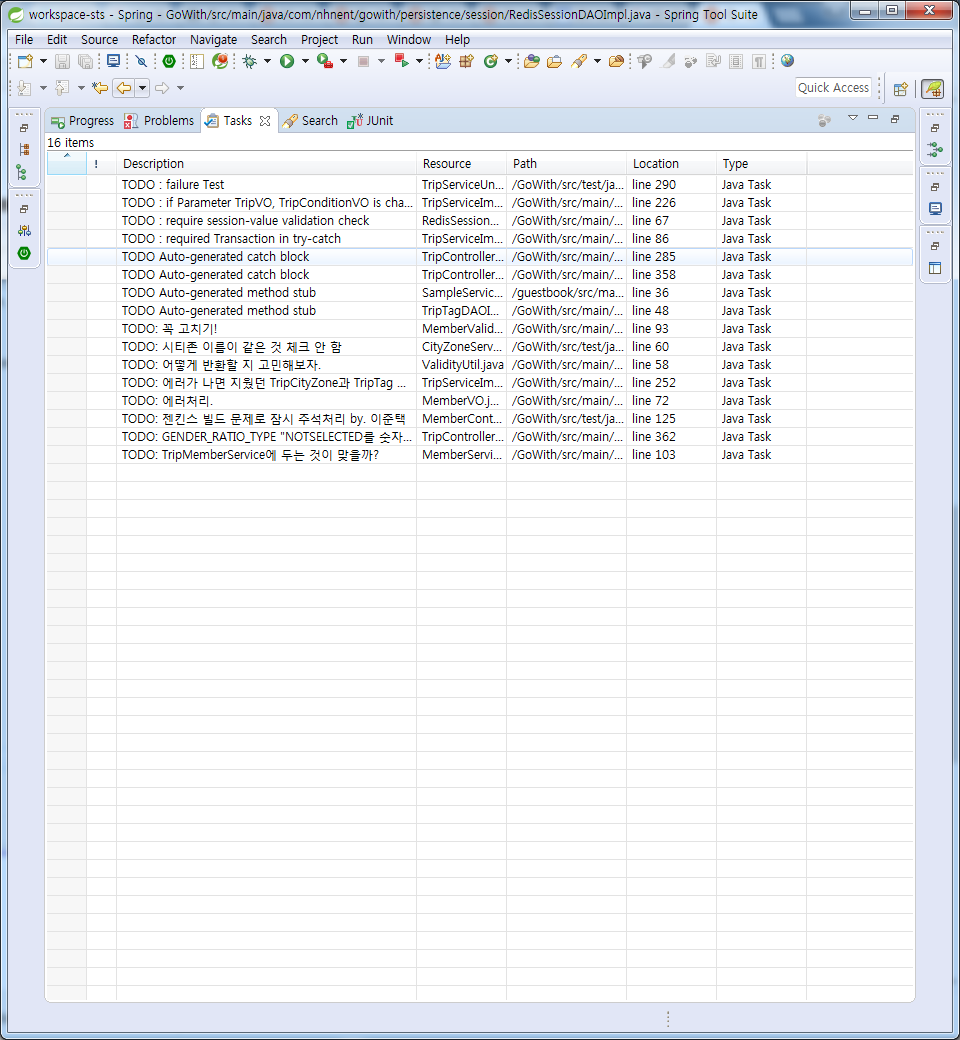 workspace-sts - Spring - GoWith/src/main/java/com/nhnent/gowith/persistence/session/RedisSessionDAOImpl.java - Spring Tool Suite
File Edit Source Refactor Navigate Search Project Run Window Help
Quick Access
Progress Problems Tasks Search JUnit
16 items
! Description Resource Path Location Type
TODO : failure Test TripServiceUn... /GoWith/src/test/ja... line 290 Java Task
TODO : if Parameter TripVO, TripConditionVO is cha... TripServiceIm... /GoWith/src/main/... line 226 Java Task
TODO : require session-value validation check RedisSession... /GoWith/src/main/... line 67 Java Task
TODO : required Transaction in try-catch TripServiceIm... /GoWith/src/main/... line 86 Java Task
TODO Auto-generated catch block TripController... /GoWith/src/main/... line 285 Java Task
TODO Auto-generated catch block TripController... /GoWith/src/main/... line 358 Java Task
TODO Auto-generated method stub SampleServic... /guestbook/src/ma... line 36 Java Task
TODO Auto-generated method stub TripTagDAOI... /GoWith/src/main/... line 48 Java Task
TODO: 꼭 고치기! MemberValid... /GoWith/src/main/... line 93 Java Task
TODO: 시티존 이름이 같은 것 체크 안 함 CityZoneServ... /GoWith/src/test/ja... line 60 Java Task
TODO: 어떻게 반환할 지 고민해보자. ValidityUtil.java /GoWith/src/main/... line 58 Java Task
TODO: 에러가 나면 지웠던 TripCityZone과 TripTag ... TripServiceIm... /GoWith/src/main/... line 252 Java Task
TODO: 에러처리. MemberVO.j... /GoWith/src/main/... line 72 Java Task
TODO: 젠킨스 빌드 문제로 잠시 주석처리 by. 이준택 MemberCont... /GoWith/src/test/ja... line 125 Java Task
TODO: GENDER_RATIO_TYPE "NOTSELECTED를 숫자... TripController... /GoWith/src/main/... line 362 Java Task
TODO: TripMemberService에 두는 것이 맞을까? MemberServi... /GoWith/src/main/... line 103 Java Task